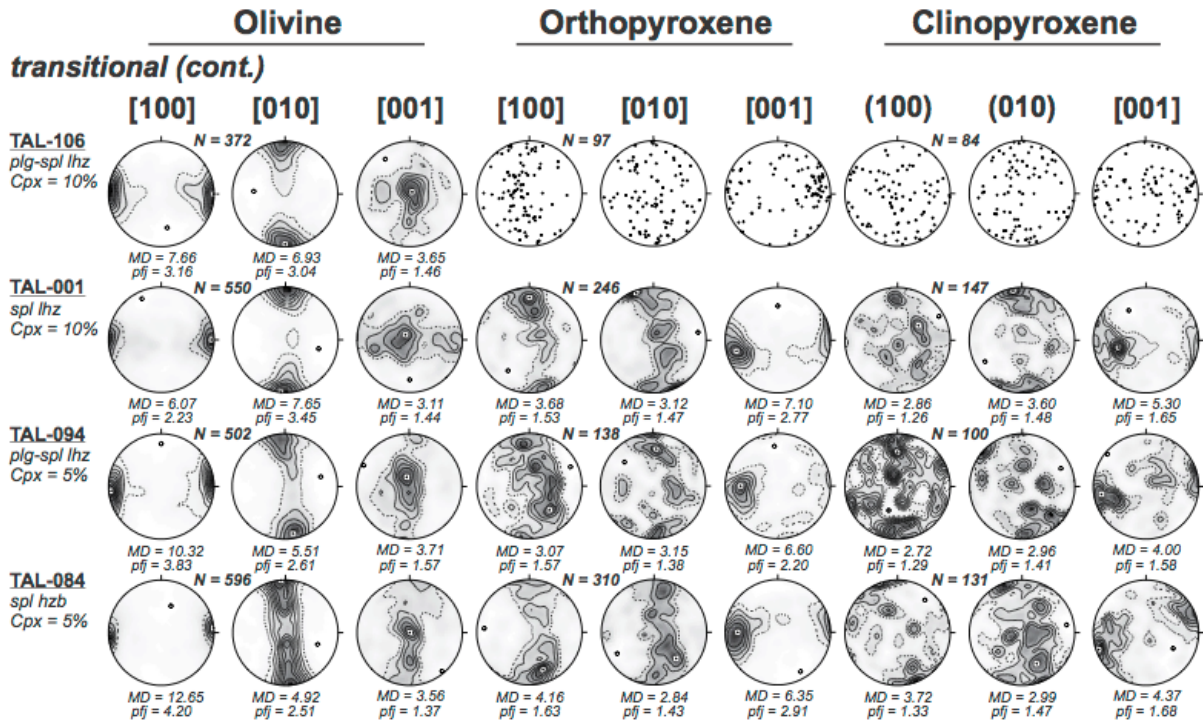 Olivine Orthopyroxene Clinopyroxene
transitional (cont.)
[100] [010] [001] [100] [010] [001] (100) (010) [001]
TAL-106 N = 372 N = 97 N = 84
plg-spl lhz
Cpx = 10%
MD = 7.66 MD = 6.93 MD = 3.65
pfj = 3.16 pfj = 3.04 pfj = 1.46
TAL-001 N = 550 N = 246 N = 147
spl lhz
Cpx = 10%
MD = 6.07 MD = 7.65 MD = 3.11 MD = 3.68 MD = 3.12 MD = 7.10 MD = 2.86 MD = 3.60 MD = 5.30
pfj = 2.23 pfj = 3.45 pfj = 1.44 pfj = 1.53 pfj = 1.47 pfj = 2.77 pfj = 1.26 pfj = 1.48 pfj = 1.65
TAL-094 N = 502 N = 138 N = 100
plg-spl lhz
Cpx = 5%
MD = 10.32 MD = 5.51 MD = 3.71 MD = 3.07 MD = 3.15 MD = 6.60 MD = 2.72 MD = 2.96 MD = 4.00
pfj = 3.83 pfj = 2.61 pfj = 1.57 pfj = 1.57 pfj = 1.38 pfj = 2.20 pfj = 1.29 pfj = 1.41 pfj = 1.58
TAL-084 N = 596 N = 310 N = 131
spl hzb
Cpx = 5%
MD = 12.65 MD = 4.92 MD = 3.56 MD = 4.16 MD = 2.84 MD = 6.35 MD = 3.72 MD = 2.99 MD = 4.37
pfj = 4.20 pfj = 2.51 pfj = 1.37 pfj = 1.63 pfj = 1.43 pfj = 2.91 pfj = 1.33 pfj = 1.47 pfj = 1.68